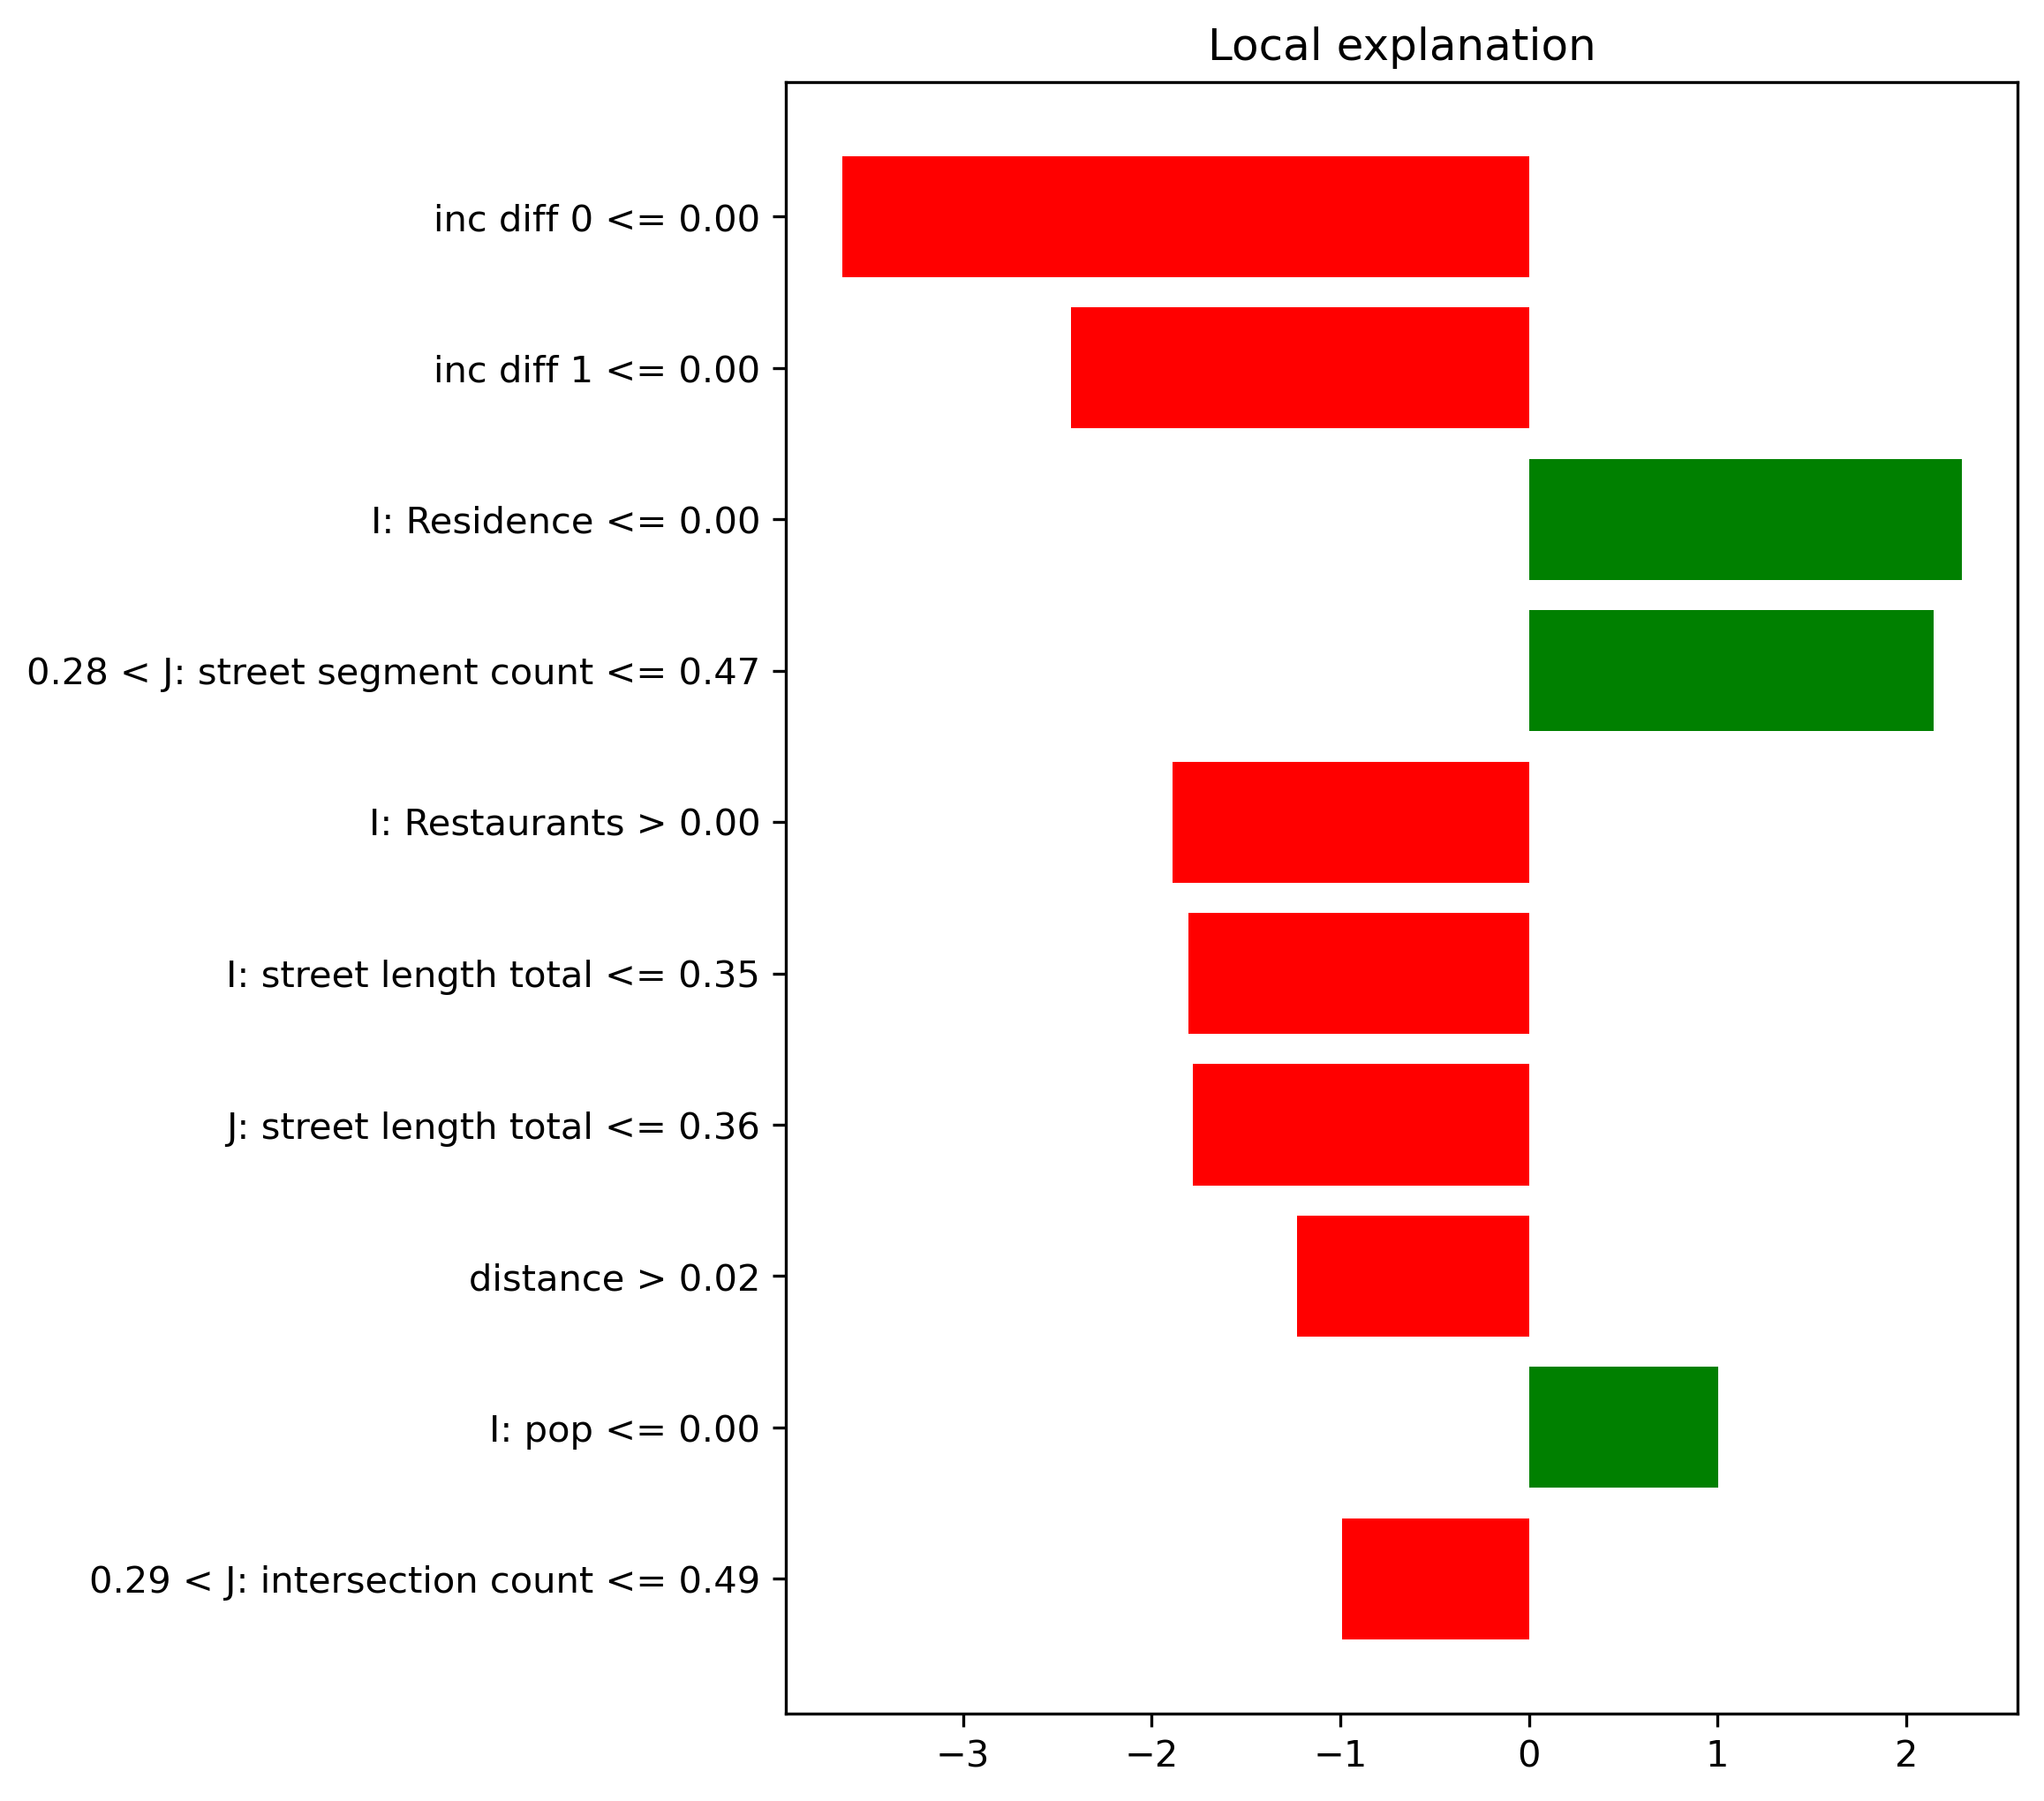 Local explanation
inc diff 0 <= 0.00
inc diff 1 <= 0.00
I: Residence <= 0.00
0.28 < J: street segment count <= 0.47
I: Restaurants > 0.00
I: street length total <= 0.35
J: street length total <= 0.36
distance > 0.02
I: pop <= 0.00
0.29 < J: intersection count <= 0.49
−3 −2 −1 0 1 2